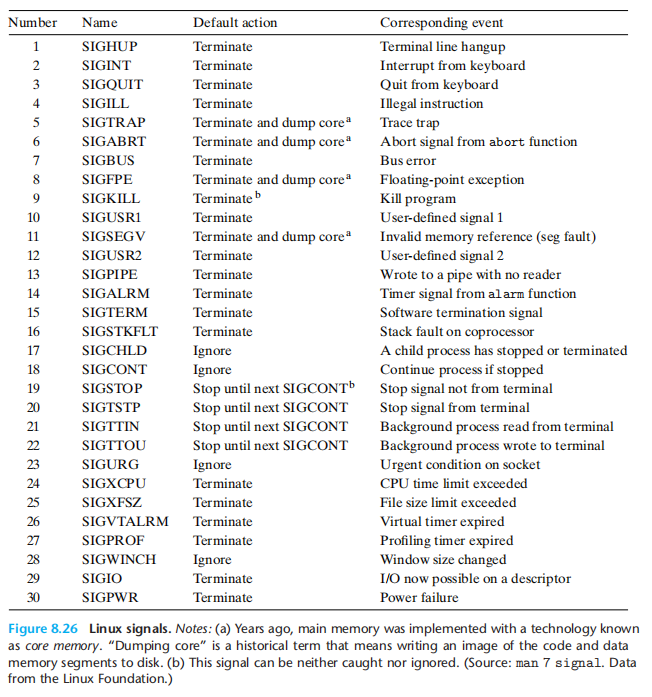 Number Name Default action Corresponding event
1 SIGHUP Terminate Terminal line hangup
2 SIGINT Terminate Interrupt from keyboard
3 SIGQUIT Terminate Quit from keyboard
4 SIGILL Terminate Illegal instruction
5 SIGTRAP Terminate and dump core a Trace trap
6 SIGABRT Terminate and dump core a Abort signal from abort function
7 SIGBUS Terminate Bus error
8 SIGFPE Terminate and dump core a Floating-point exception
9 SIGKILL Terminate b Kill program
10 SIGUSR1 Terminate User-defined signal 1
11 SIGSEGV Terminate and dump core a Invalid memory reference (seg fault)
12 SIGUSR2 Terminate User-defined signal 2
13 SIGPIPE Terminate Wrote to a pipe with no reader
14 SIGALRM Terminate Timer signal from alarm function
15 SIGTERM Terminate Software termination signal
16 SIGSTKFLT Terminate Stack fault on coprocessor
17 SIGCHLD Ignore A child process has stopped or terminated
18 SIGCONT Ignore Continue process if stopped
19 SIGSTOP Stop until next SIGCONT b Stop signal not from terminal
20 SIGTSTP Stop until next SIGCONT Stop signal from terminal
21 SIGTTIN Stop until next SIGCONT Background process read from terminal
22 SIGTTOU Stop until next SIGCONT Background process wrote to terminal
23 SIGURG Ignore Urgent condition on socket
24 SIGXCPU Terminate CPU time limit exceeded
25 SIGXFSZ Terminate File size limit exceeded
26 SIGVTALRM Terminate Virtual timer expired
27 SIGPROF Terminate Profiling timer expired
28 SIGWINCH Ignore Window size changed
29 SIGIO Terminate I/O now possible on a descriptor
30 SIGPWR Terminate Power failure
Figure 8.26 Linux signals. Notes: (a) Years ago, main memory was implemented with a technology known
as core memory. “Dumping core” is a historical term that means writing an image of the code and data
memory segments to disk. (b) This signal can be neither caught nor ignored. (Source: man 7 signal. Data
from the Linux Foundation.)